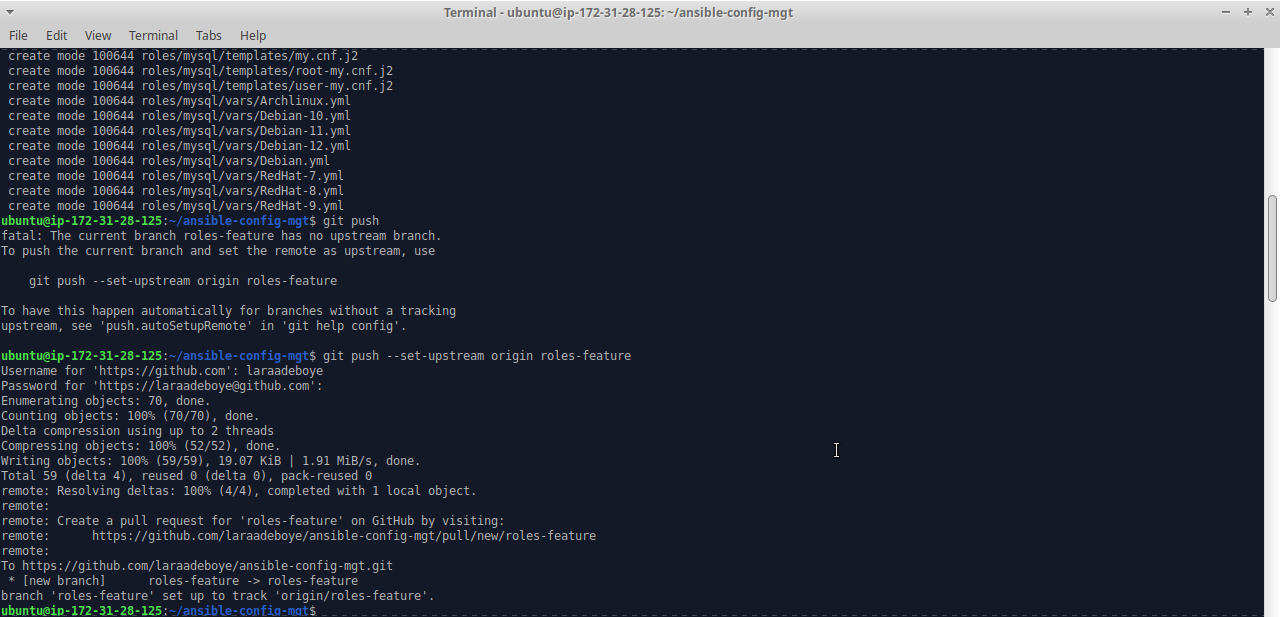 Terminal - ubuntu@ip-172-31-28-125: ~/ansible-config-mgt
File Edit View Terminal Tabs Help
create mode 100644 roles/mysql/templates/my.cnf.j2
create mode 100644 roles/mysql/templates/root-my.cnf.j2
create mode 100644 roles/mysql/templates/user-my.cnf.j2
create mode 100644 roles/mysql/vars/Archlinux.yml
create mode 100644 roles/mysql/vars/Debian-10.yml
create mode 100644 roles/mysql/vars/Debian-11.yml
create mode 100644 roles/mysql/vars/Debian-12.yml
create mode 100644 roles/mysql/vars/Debian.yml
create mode 100644 roles/mysql/vars/RedHat-7.yml
create mode 100644 roles/mysql/vars/RedHat-8.yml
create mode 100644 roles/mysql/vars/RedHat-9.yml
ubuntu@ip-172-31-28-125:~/ansible-config-mgt$ git push
fatal: The current branch roles-feature has no upstream branch.
To push the current branch and set the remote as upstream, use
git push --set-upstream origin roles-feature
To have this happen automatically for branches without a tracking
upstream, see 'push.autoSetupRemote' in 'git help config'.
ubuntu@ip-172-31-28-125:~/ansible-config-mgt$ git push --set-upstream origin roles-feature
Username for 'https://github.com': laraadeboye
Password for 'https://laraadeboye@github.com':
Enumerating objects: 70, done.
Counting objects: 100% (70/70), done.
Delta compression using up to 2 threads
Compressing objects: 100% (52/52), done.
Writing objects: 100% (59/59), 19.07 KiB | 1.91 MiB/s, done.
Total 59 (delta 4), reused 0 (delta 0), pack-reused 0
remote: Resolving deltas: 100% (4/4), completed with 1 local object.
remote:
remote: Create a pull request for 'roles-feature' on GitHub by visiting:
remote:      https://github.com/laraadeboye/ansible-config-mgt/pull/new/roles-feature
remote:
To https://github.com/laraadeboye/ansible-config-mgt.git
* [new branch]      roles-feature -> roles-feature
branch 'roles-feature' set up to track 'origin/roles-feature'.
ubuntu@ip-172-31-28-125:~/ansible-config-mgt$